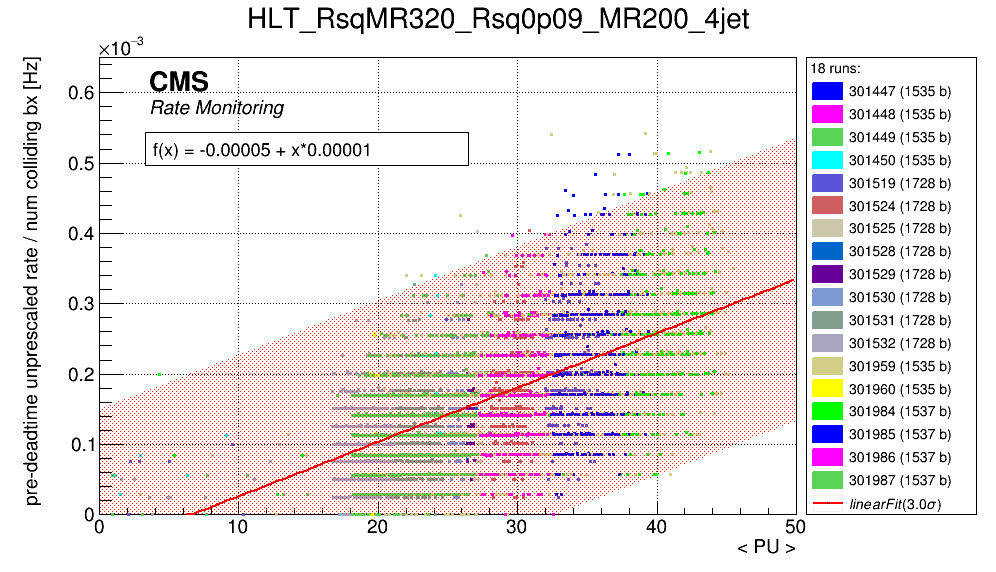 HLT_RsqMR320_Rsq0p09_MR200_4jet
×10⁻³
pre-deadtime unprescaled rate / num colliding bx [Hz]
CMS
Rate Monitoring
f(x) = -0.00005 + x*0.00001
0.6
0.5
0.4
0.3
0.2
0.1
0
0 10 20 30 40 50
< PU >
18 runs:
301447 (1535 b)
301448 (1535 b)
301449 (1535 b)
301450 (1535 b)
301519 (1728 b)
301524 (1728 b)
301525 (1728 b)
301528 (1728 b)
301529 (1728 b)
301530 (1728 b)
301531 (1728 b)
301532 (1728 b)
301959 (1535 b)
301960 (1535 b)
301984 (1537 b)
301985 (1537 b)
301986 (1537 b)
301987 (1537 b)
linearFit(3.0σ)